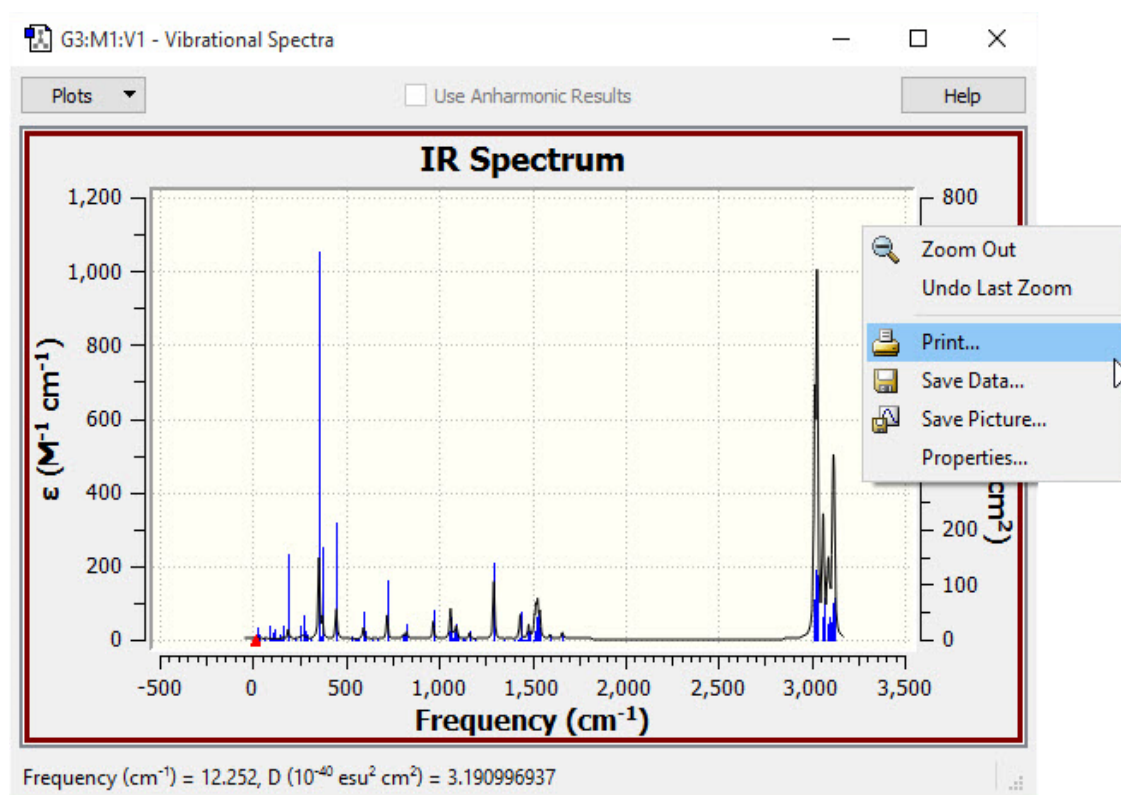 G3:M1:V1 - Vibrational Spectra
Plots
Use Anharmonic Results
Help
IR Spectrum
1,200
1,000
800
600
400
200
0
ε (M⁻¹ cm⁻¹)
800
200
100
0
cm²)
-500 0 500 1,000 1,500 2,000 2,500 3,000 3,500
Frequency (cm⁻¹)
Zoom Out
Undo Last Zoom
Print...
Save Data...
Save Picture...
Properties...
Frequency (cm⁻¹) = 12.252, D (10⁻⁴⁰ esu² cm²) = 3.190996937